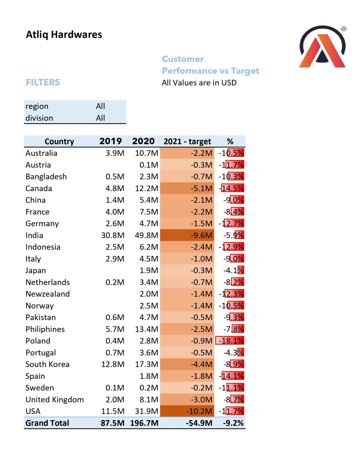 Atliq Hardwares
Customer
Performance vs Target
FILTERS All Values are in USD
region All
division All
Country 2019 2020 2021 - target %
Australia 3.9M 10.7M -2.2M -10.5%
Austria 0.1M -0.3M -11.7%
Bangladesh 0.5M 2.3M -0.7M -10.3%
Canada 4.8M 12.2M -5.1M -14.5%
China 1.4M 5.4M -2.1M -9.0%
France 4.0M 7.5M -2.2M -8.4%
Germany 2.6M 4.7M -1.5M -12.7%
India 30.8M 49.8M -9.6M -5.9%
Indonesia 2.5M 6.2M -2.4M -12.9%
Italy 2.9M 4.5M -1.0M -9.0%
Japan 1.9M -0.3M -4.1%
Netherlands 0.2M 3.4M -0.7M -8.2%
Newzealand 2.0M -1.4M -12.3%
Norway 2.5M -1.4M -10.5%
Pakistan 0.6M 4.7M -0.5M -9.3%
Philiphines 5.7M 13.4M -2.5M -7.8%
Poland 0.4M 2.8M -0.9M -18.1%
Portugal 0.7M 3.6M -0.5M -4.3%
South Korea 12.8M 17.3M -4.4M -8.9%
Spain 1.8M -1.8M -14.1%
Sweden 0.1M 0.2M -0.2M -11.1%
United Kingdom 2.0M 8.1M -3.0M -8.7%
USA 11.5M 31.9M -10.2M -11.7%
Grand Total 87.5M 196.7M -54.9M -9.2%